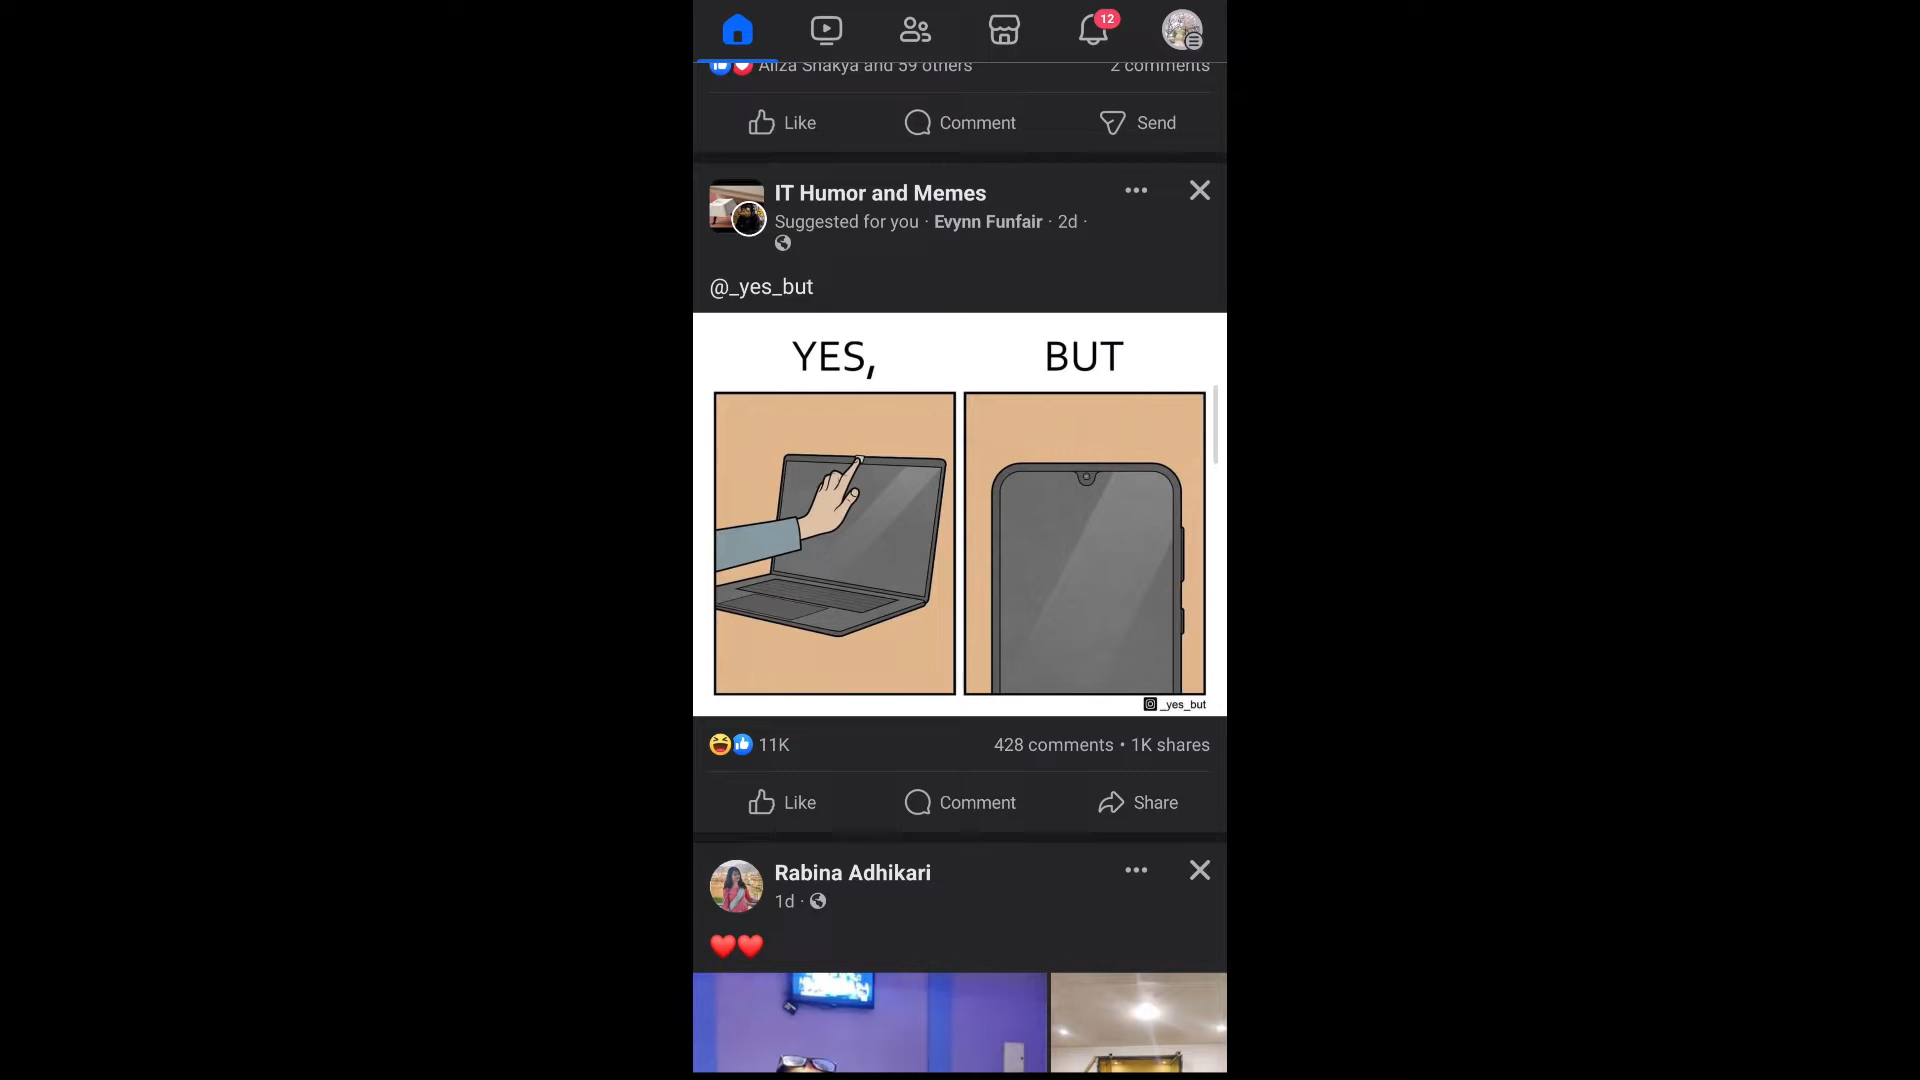 12
Aliza Shakya and 59 others 2 comments
Like Comment Send
IT Humor and Memes
Suggested for you · Evynn Funfair · 2d ·
@_yes_but
YES, BUT
_yes_but
11K 428 comments • 1K shares
Like Comment Share
Rabina Adhikari
1d ·